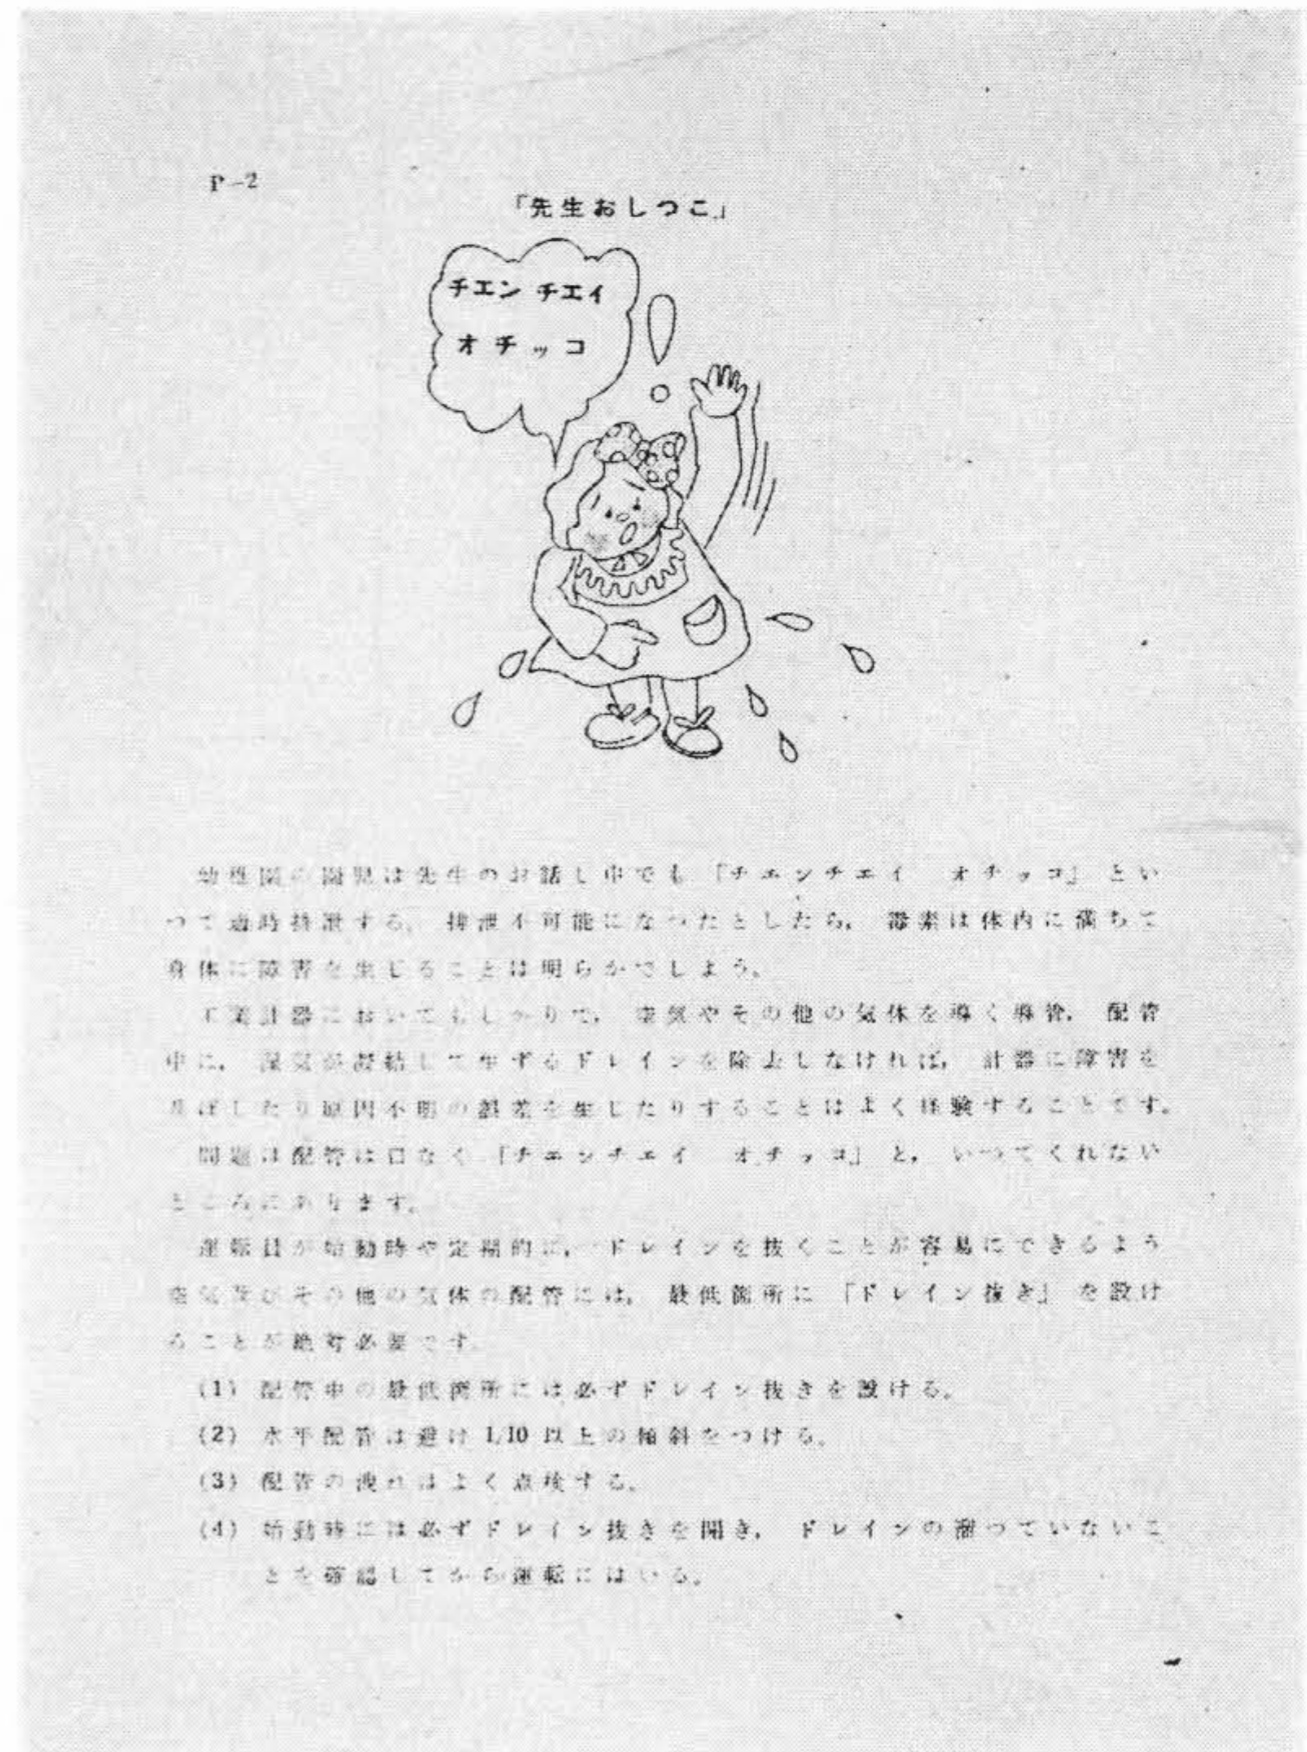 P-2
「先生おしつこ」
チエン チエイ
オチッコ
幼稚園の園児は先生のお話し中でも「チエンチエイ オチッコ」とい
つて適時排泄する。排泄不可能になつたとしたら，毒素は体内に満ちて
身体に障害を生じることは明らかでしよう。
工業計器においてもしかりで，空気やその他の気体を導く導管，配管
中に，湿気が凝結して生ずるドレインを除去しなければ，計器に障害を
及ぼしたり原因不明の誤差を生じたりすることはよく経験することです。
問題は配管は口なく「チエンチエイ オチッコ」と，いつてくれない
ところにあります。
運転員が始動時や定期的に，ドレインを抜くことが容易にできるよう
空気及びその他の気体の配管には，最低箇所に「ドレイン抜き」を設け
ることが絶対必要です。
(1) 配管中の最低箇所には必ずドレイン抜きを設ける。
(2) 水平配管は避け 1/10 以上の傾斜をつける。
(3) 配管の洩れはよく点検する。
(4) 始動時には必ずドレイン抜きを開き，ドレインの溜つていないこ
とを確認してから運転にはいる。